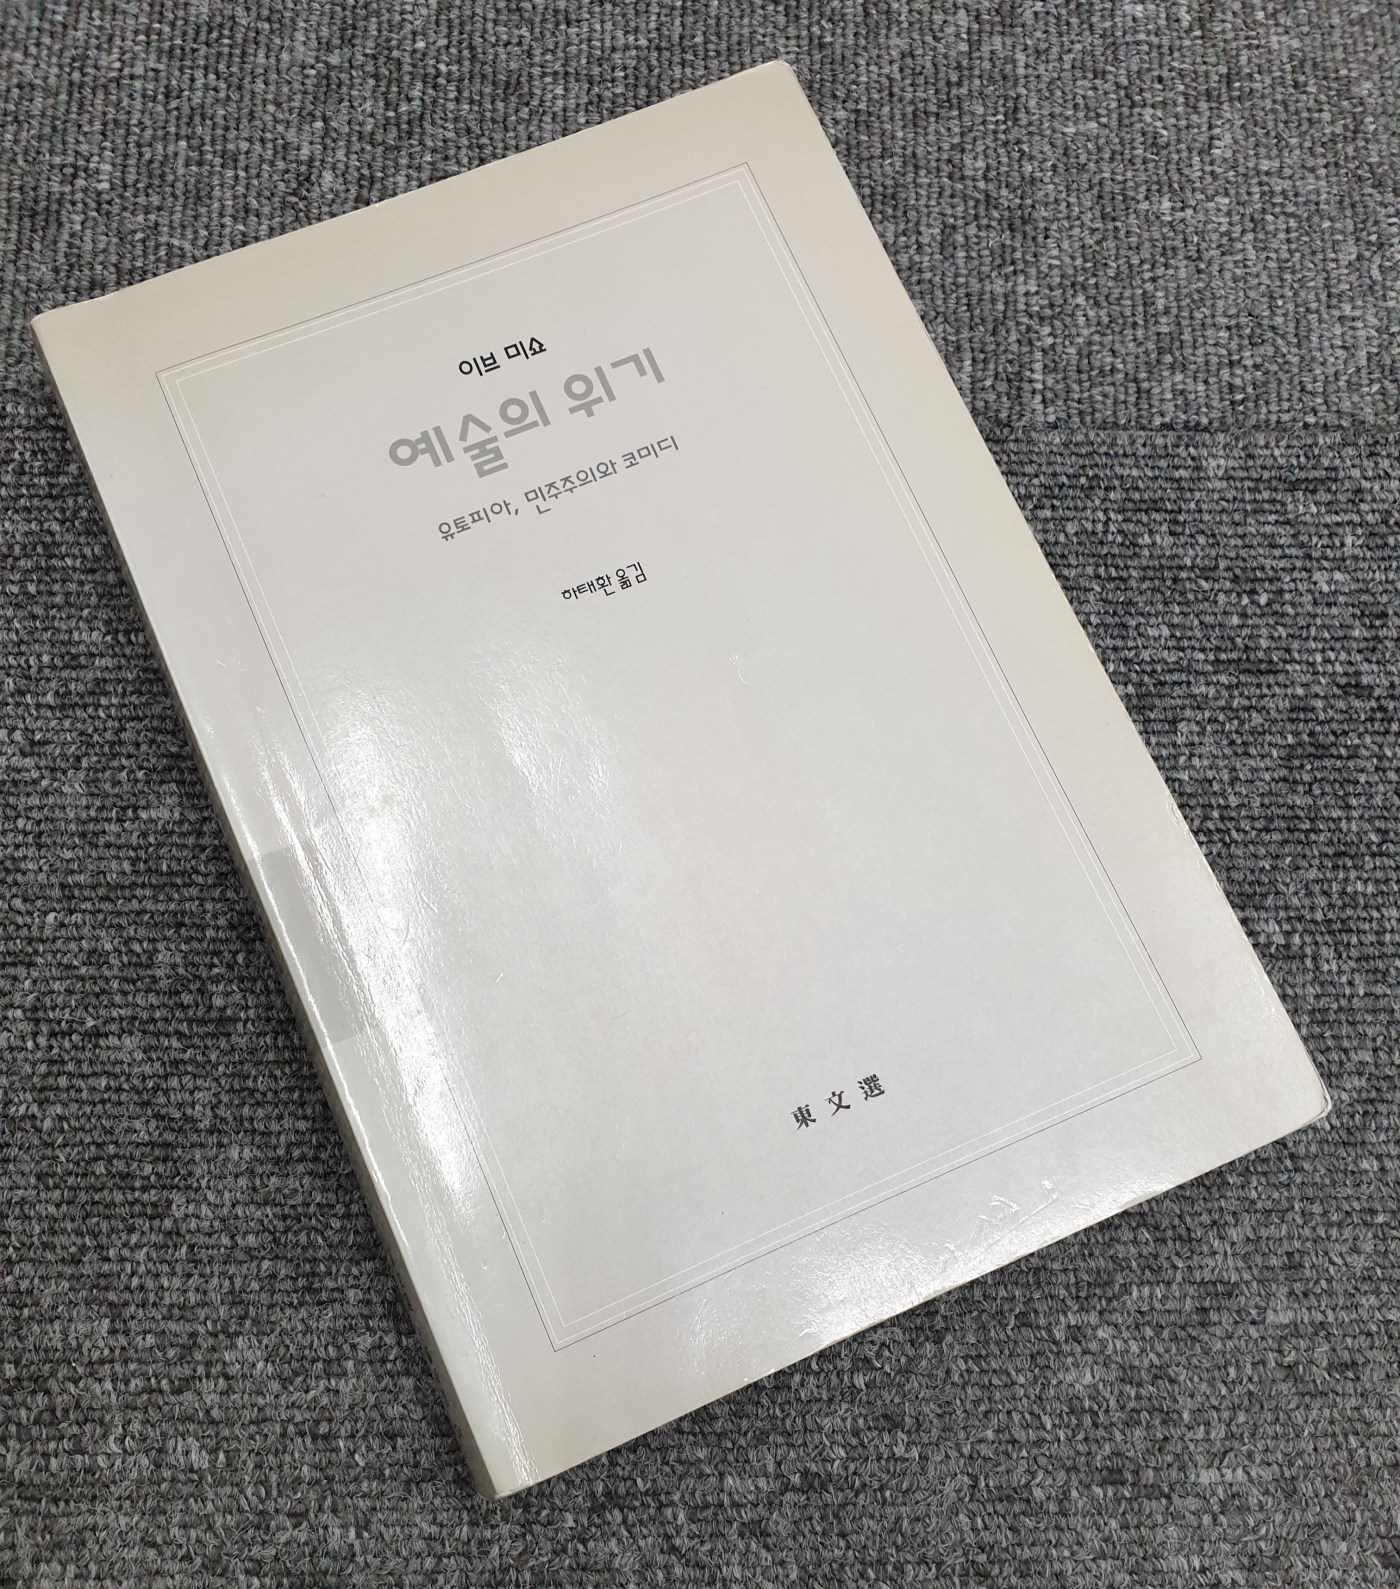 이브 미쇼
예술의 위기
유토피아, 민주주의와 코미디
하태환 옮김
東文選